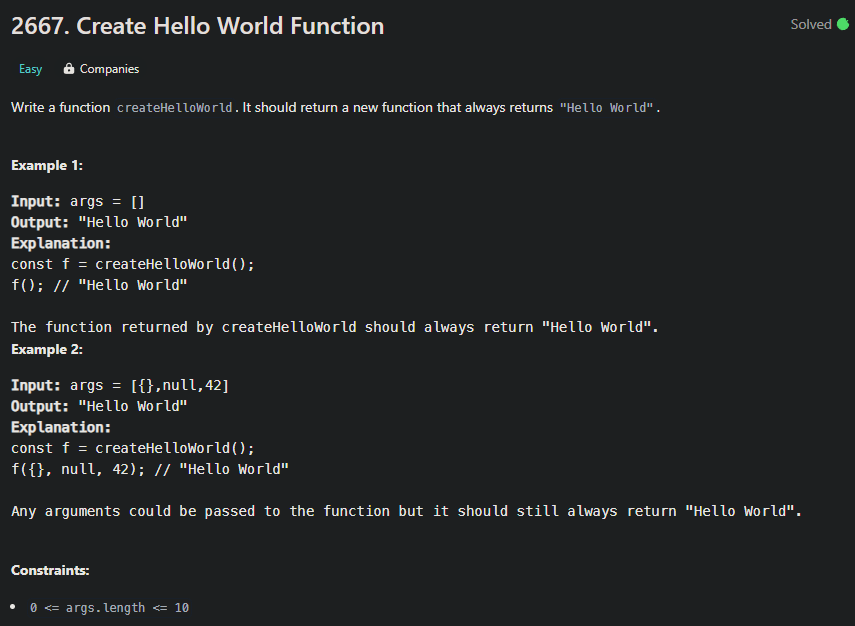 2667. Create Hello World Function
Solved
Easy
Companies
Write a function createHelloWorld. It should return a new function that always returns "Hello World".
Example 1:
Input: args = []
Output: "Hello World"
Explanation:
const f = createHelloWorld();
f(); // "Hello World"
The function returned by createHelloWorld should always return "Hello World".
Example 2:
Input: args = [{},null,42]
Output: "Hello World"
Explanation:
const f = createHelloWorld();
f({}, null, 42); // "Hello World"
Any arguments could be passed to the function but it should still always return "Hello World".
Constraints:
• 0 <= args.length <= 10